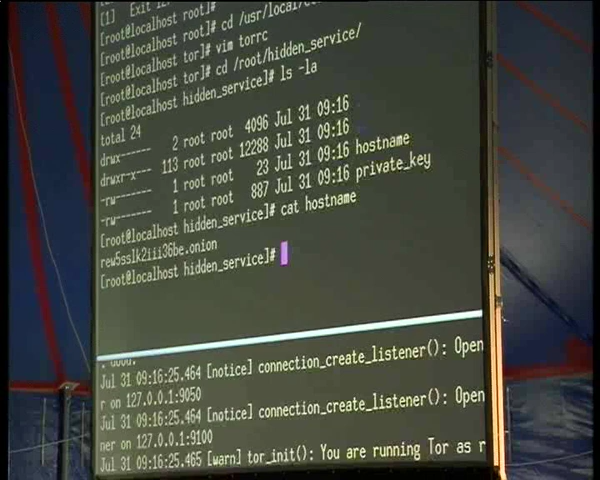 [1] Exit
[root@localhost root]#
[root@localhost root]# cd /usr/local/
[root@localhost tor]# vim torrc
[root@localhost tor]# cd /root/hidden_service/
[root@localhost hidden_service]# ls -la
total 24
drwx------ 2 root root 4096 Jul 31 09:16
drwxr-x--- 113 root root 12288 Jul 31 09:16
-rw------- 1 root root 23 Jul 31 09:16 hostname
-rw------- 1 root root 887 Jul 31 09:16 private_key
[root@localhost hidden_service]# cat hostname
rew5sslk2iii36be.onion
[root@localhost hidden_service]#
Jul 31 09:16:25.464 [notice] connection_create_listener(): Open
r on 127.0.0.1:9050
Jul 31 09:16:25.464 [notice] connection_create_listener(): Open
ner on 127.0.0.1:9100
Jul 31 09:16:25.465 [warn] tor_init(): You are running Tor as r